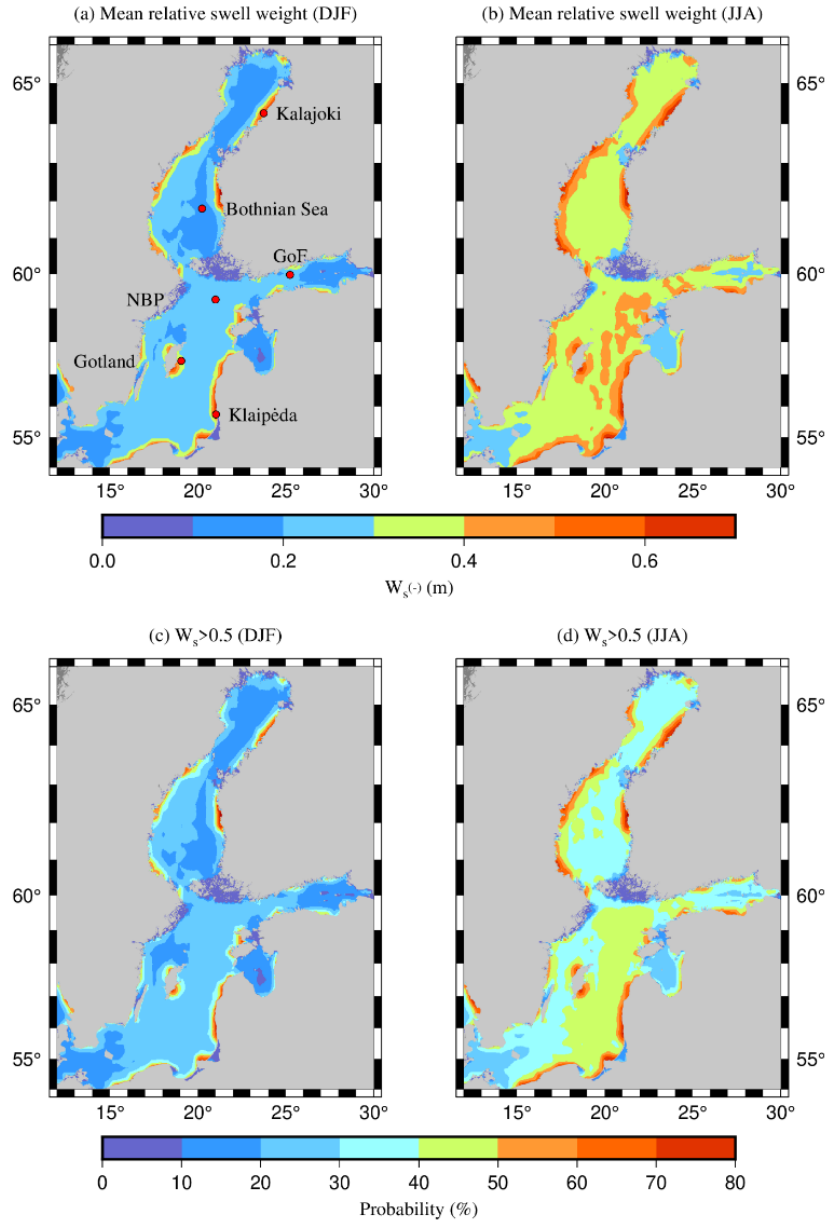 (a) Mean relative swell weight (DJF)
(b) Mean relative swell weight (JJA)
65°
Kalajoki
65°
Bothnian Sea
GoF
60°
60°
NBP
Gotland
Klaipėda
55°
55°
15° 20° 25° 30°
15° 20° 25° 30°
0.0 0.2 0.4 0.6
Ws(-) (m)
(c) Ws>0.5 (DJF)
(d) Ws>0.5 (JJA)
65°
65°
60°
60°
55°
55°
15° 20° 25° 30°
15° 20° 25° 30°
0 10 20 30 40 50 60 70 80
Probability (%)